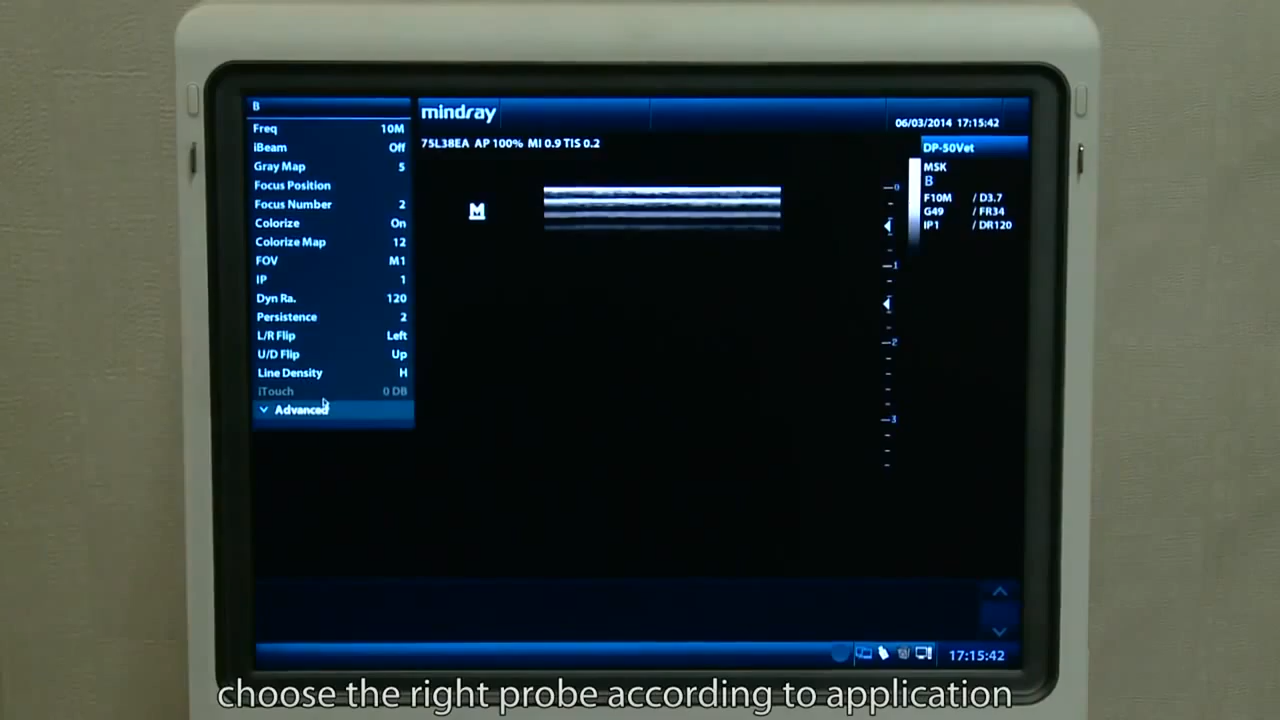 B
Freq 10M
iBeam Off
Gray Map 5
Focus Position
Focus Number 2
Colorize On
Colorize Map 12
FOV M1
IP 1
Dyn Ra. 120
Persistence 2
L/R Flip Left
U/D Flip Up
Line Density H
iTouch 0 DB
Advanced
mindray
06/03/2014 17:15:42
75L38EA AP 100% MI 0.9 TIS 0.2
M
0
1
2
3
DP-50Vet
MSK
B
F10M / D3.7
G49 / FR34
IP1 / DR120
17:15:42
choose the right probe according to application